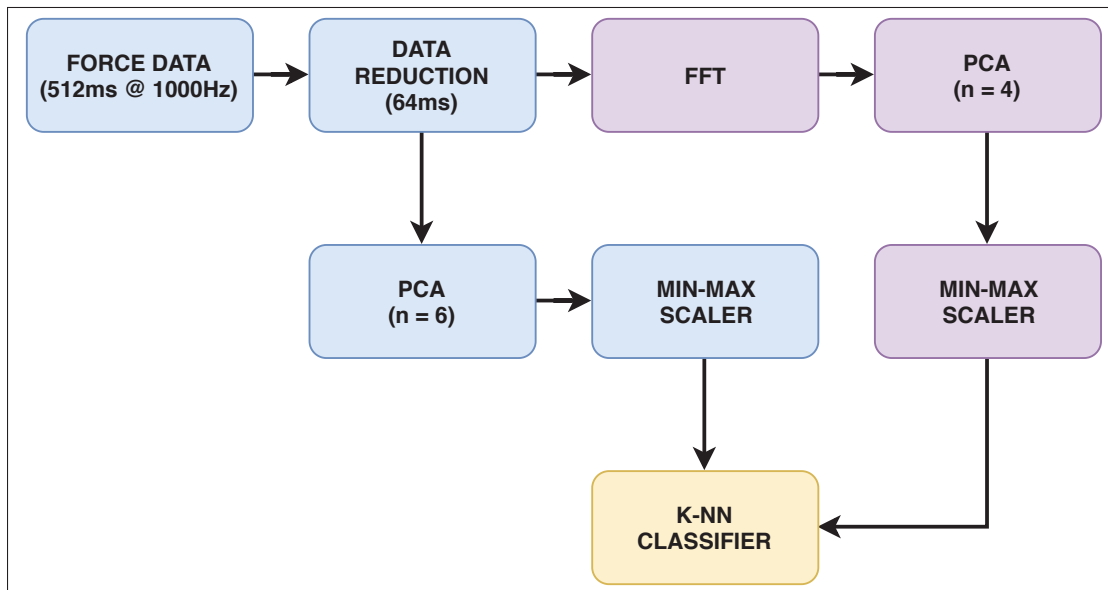 FORCE DATA
(512ms @ 1000Hz)
DATA
REDUCTION
(64ms)
FFT
PCA
(n = 4)
PCA
(n = 6)
MIN-MAX
SCALER
MIN-MAX
SCALER
K-NN
CLASSIFIER